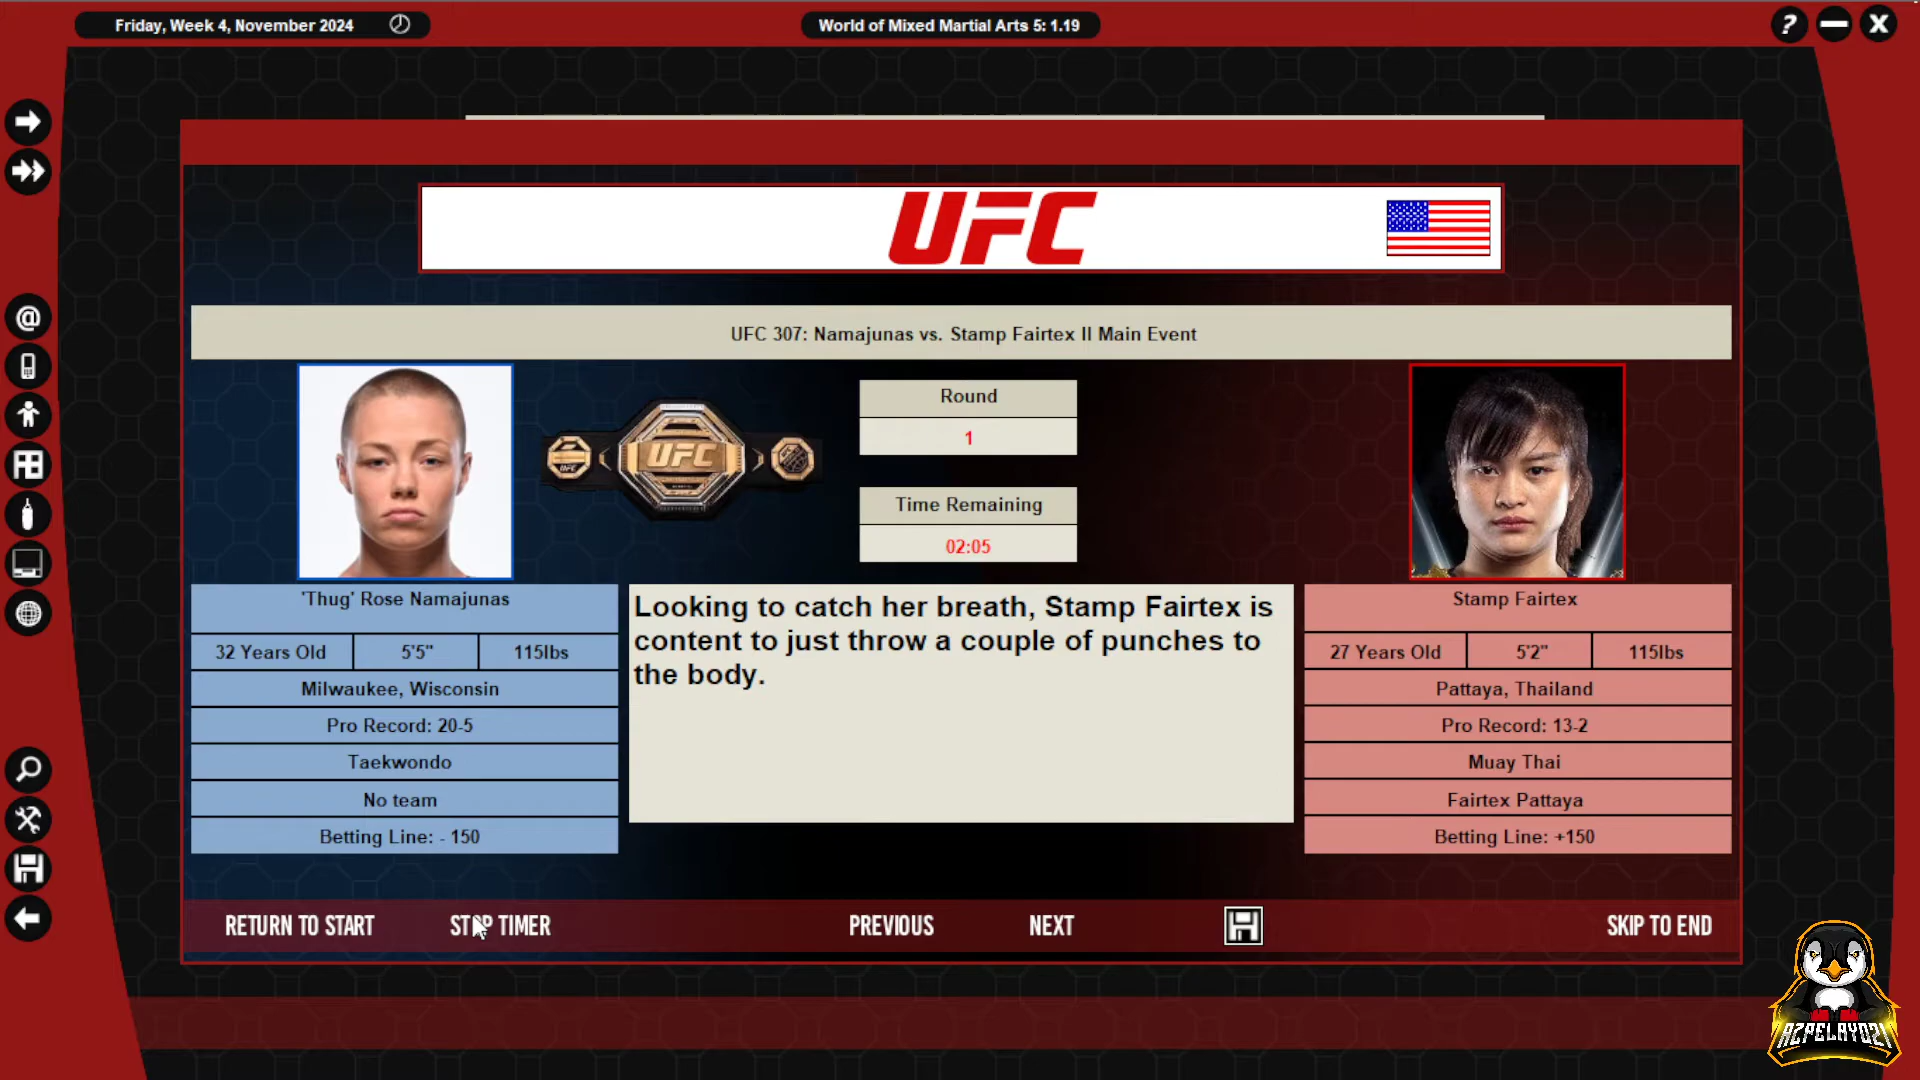 Friday, Week 4, November 2024
World of Mixed Martial Arts 5: 1.19
?
X
UFC
UFC 307: Namajunas vs. Stamp Fairtex II Main Event
Round
1
UFC
UFC
Time Remaining
02:05
'Thug' Rose Namajunas
32 Years Old 5'5" 115lbs
Milwaukee, Wisconsin
Pro Record: 20-5
Taekwondo
No team
Betting Line: - 150
Looking to catch her breath, Stamp Fairtex is
content to just throw a couple of punches to
the body.
Stamp Fairtex
27 Years Old 5'2" 115lbs
Pattaya, Thailand
Pro Record: 13-2
Muay Thai
Fairtex Pattaya
Betting Line: +150
@
RETURN TO START STOP TIMER PREVIOUS NEXT SKIP TO END
AZPELAYO21